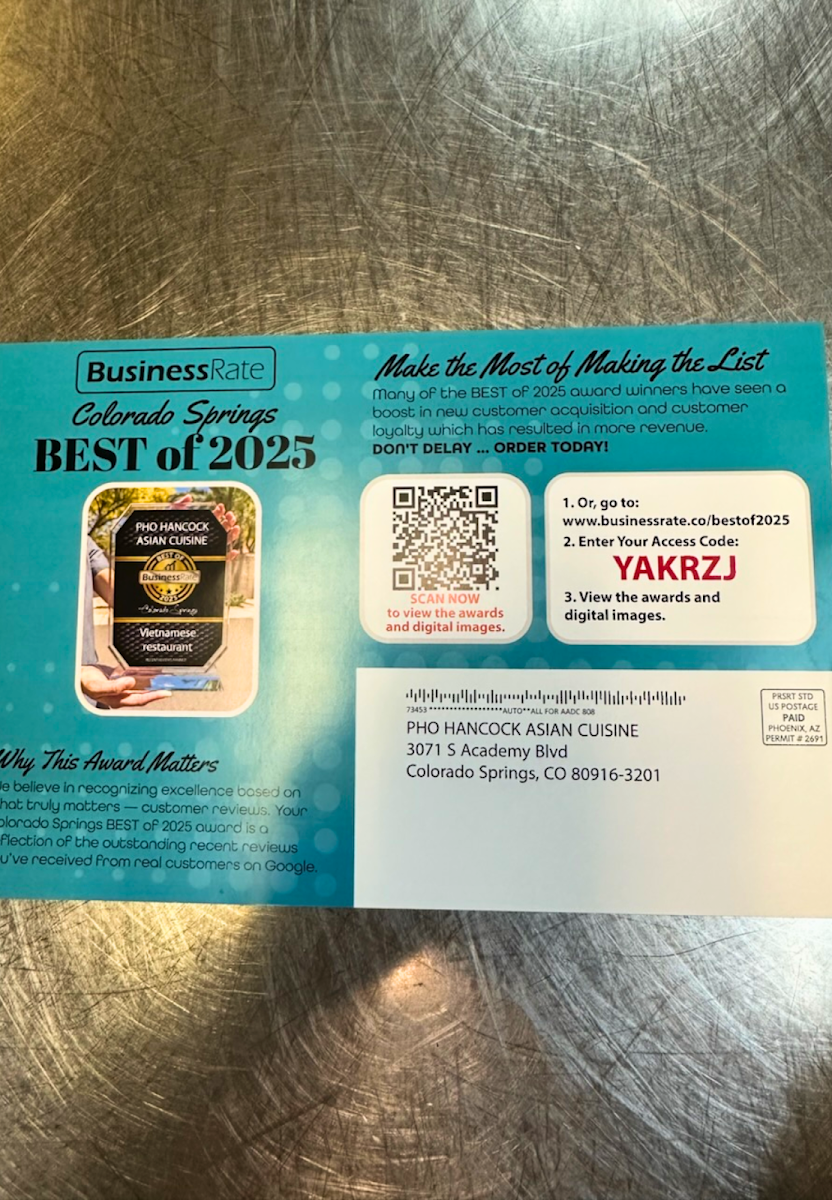 BusinessRate
Colorado Springs
BEST of 2025
PHO HANCOCK
ASIAN CUISINE
BEST OF
BusinessRate
Colorado Springs
Vietnamese
restaurant
Why This Award Matters
believe in recognizing excellence based on
truly matters — customer reviews. Your
Springs BEST of 2025 award is a
of the outstanding recent reviews
received from real customers on Google.
Make the Most of Making the List
Many of the BEST of 2025 award winners have seen a
boost in new customer acquisition and customer
loyalty which has resulted in more revenue.
DON'T DELAY ... ORDER TODAY!
SCAN NOW
to view the awards
and digital images.
1. Or, go to:
www.businessrate.co/bestof2025
2. Enter Your Access Code:
YAKRZJ
3. View the awards and
digital images.
73453 ********************AUTO**ALL FOR AADC 808
PHO HANCOCK ASIAN CUISINE
3071 S Academy Blvd
Colorado Springs, CO 80916-3201
PRSRT STD
US POSTAGE
PAID
PHOENIX, AZ
PERMIT # 2691